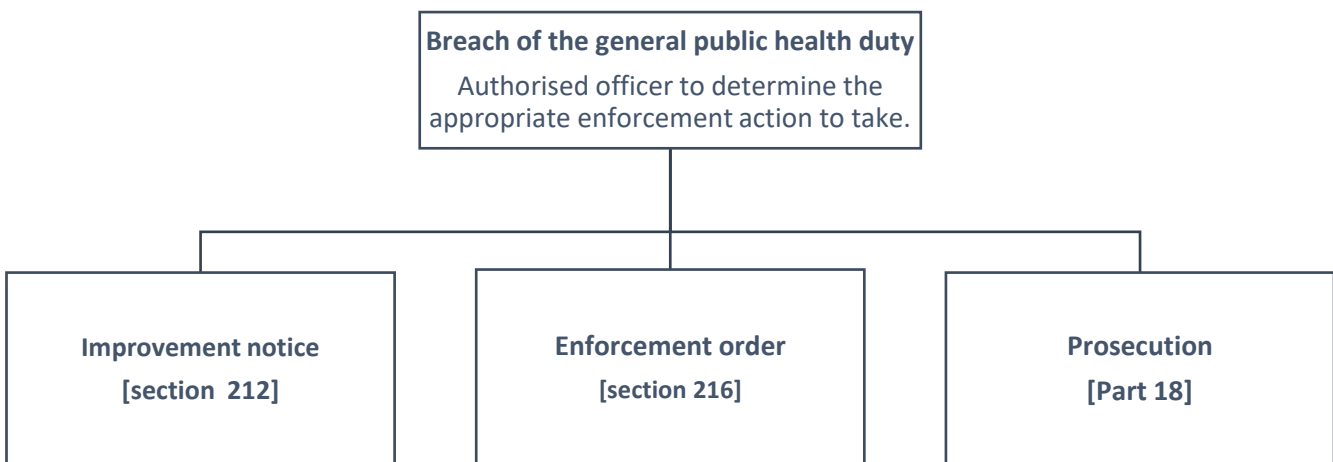 Breach of the general public health duty
Authorised officer to determine the
appropriate enforcement action to take.
Improvement notice
[section 212]
Enforcement order
[section 216]
Prosecution
[Part 18]